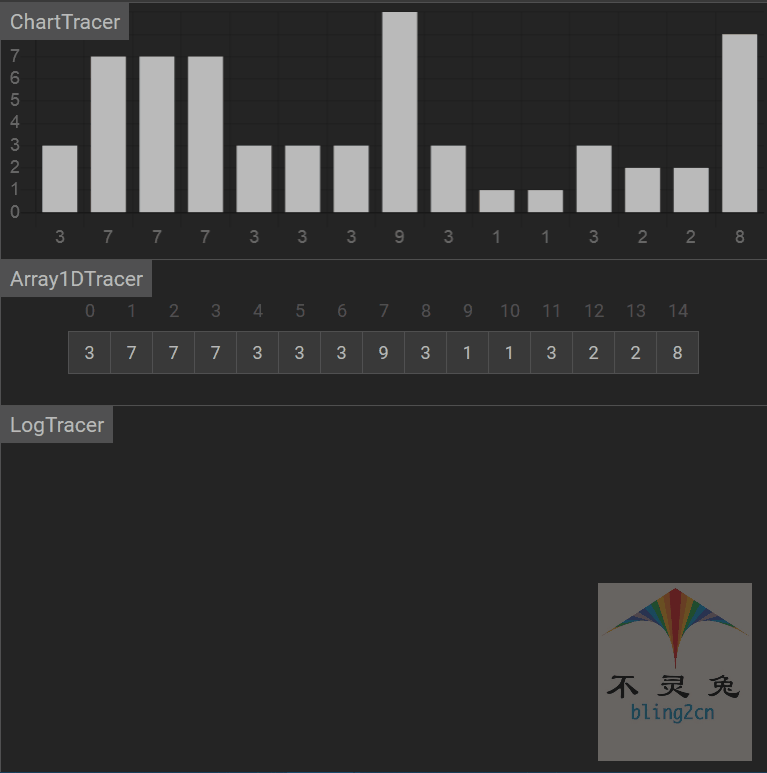 ChartTracer
7
6
5
4
3
2
1
0
3 7 7 7 3 3 3 9 3 1 1 3 2 2 8
Array1DTracer
0 1 2 3 4 5 6 7 8 9 10 11 12 13 14
3 7 7 7 3 3 3 9 3 1 1 3 2 2 8
LogTracer
不灵兔
bling2cn